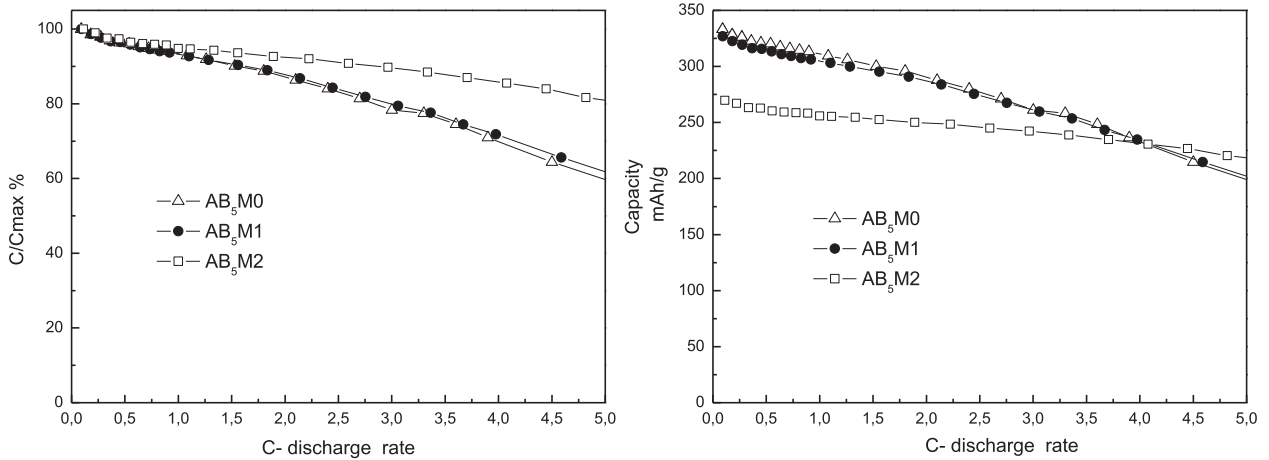 100
80
60
40
20
0
C/Cmax %
AB5M0
AB5M1
AB5M2
0,0 0,5 1,0 1,5 2,0 2,5 3,0 3,5 4,0 4,5 5,0
C- discharge rate
350
300
250
200
150
100
50
0
Capacity
mAh/g
AB5M0
AB5M1
AB5M2
0,0 0,5 1,0 1,5 2,0 2,5 3,0 3,5 4,0 4,5 5,0
C- discharge rate